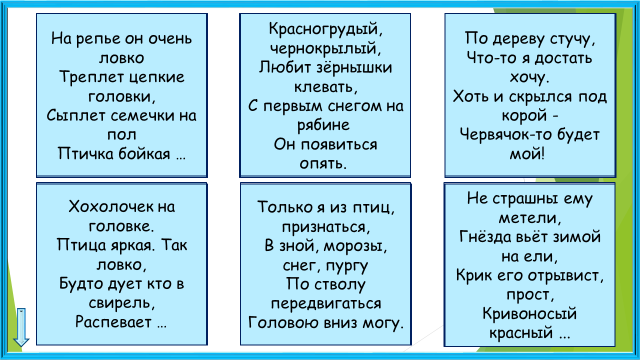 На репье он очень
ловко
Треплет цепкие
головки,
Сыплет семечки на
пол
Птичка бойкая ...
Красногрудый,
чернокрылый,
Любит зёрнышки
клевать,
С первым снегом на
рябине
Он появиться
опять.
По дереву стучу,
Что-то я достать
хочу.
Хоть и скрылся под
корой -
Червячок-то будет
мой!
Хохолочек на
головке.
Птица яркая. Так
ловко,
Будто дует кто в
свирель,
Распевает ...
Только я из птиц,
признаться,
В зной, морозы,
снег, пургу
По стволу
передвигаться
Головою вниз могу.
Не страшны ему
метели,
Гнёзда вьёт зимой
на ели,
Крик его отрывист,
прост,
Кривоносый
красный ...